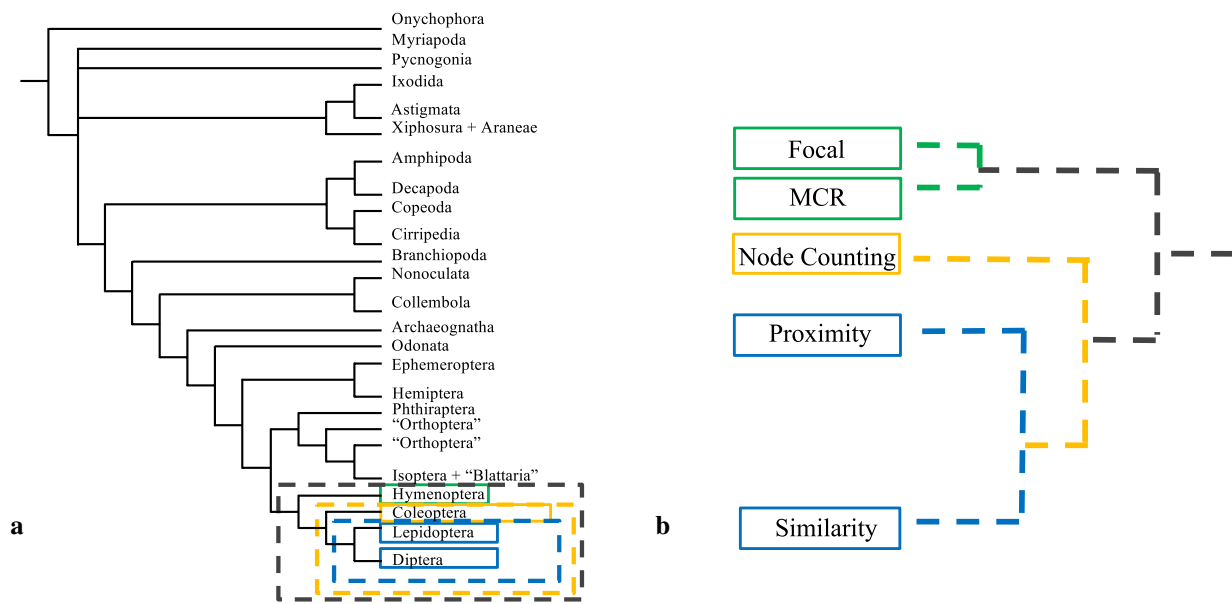 Onychophora
Myriapoda
Pycnogonia
Ixodida
Astigmata
Xiphosura + Araneae
Amphipoda
Decapoda
Copeoda
Cirripedia
Branchiopoda
Nonoculata
Collembola
Archaeognatha
Odonata
Ephemeroptera
Hemiptera
Phthiraptera
“Orthoptera”
“Orthoptera”
Isoptera + “Blattaria”
Hymenoptera
Coleoptera
Lepidoptera
Diptera
a
Focal
MCR
Node Counting
Proximity
Similarity
b